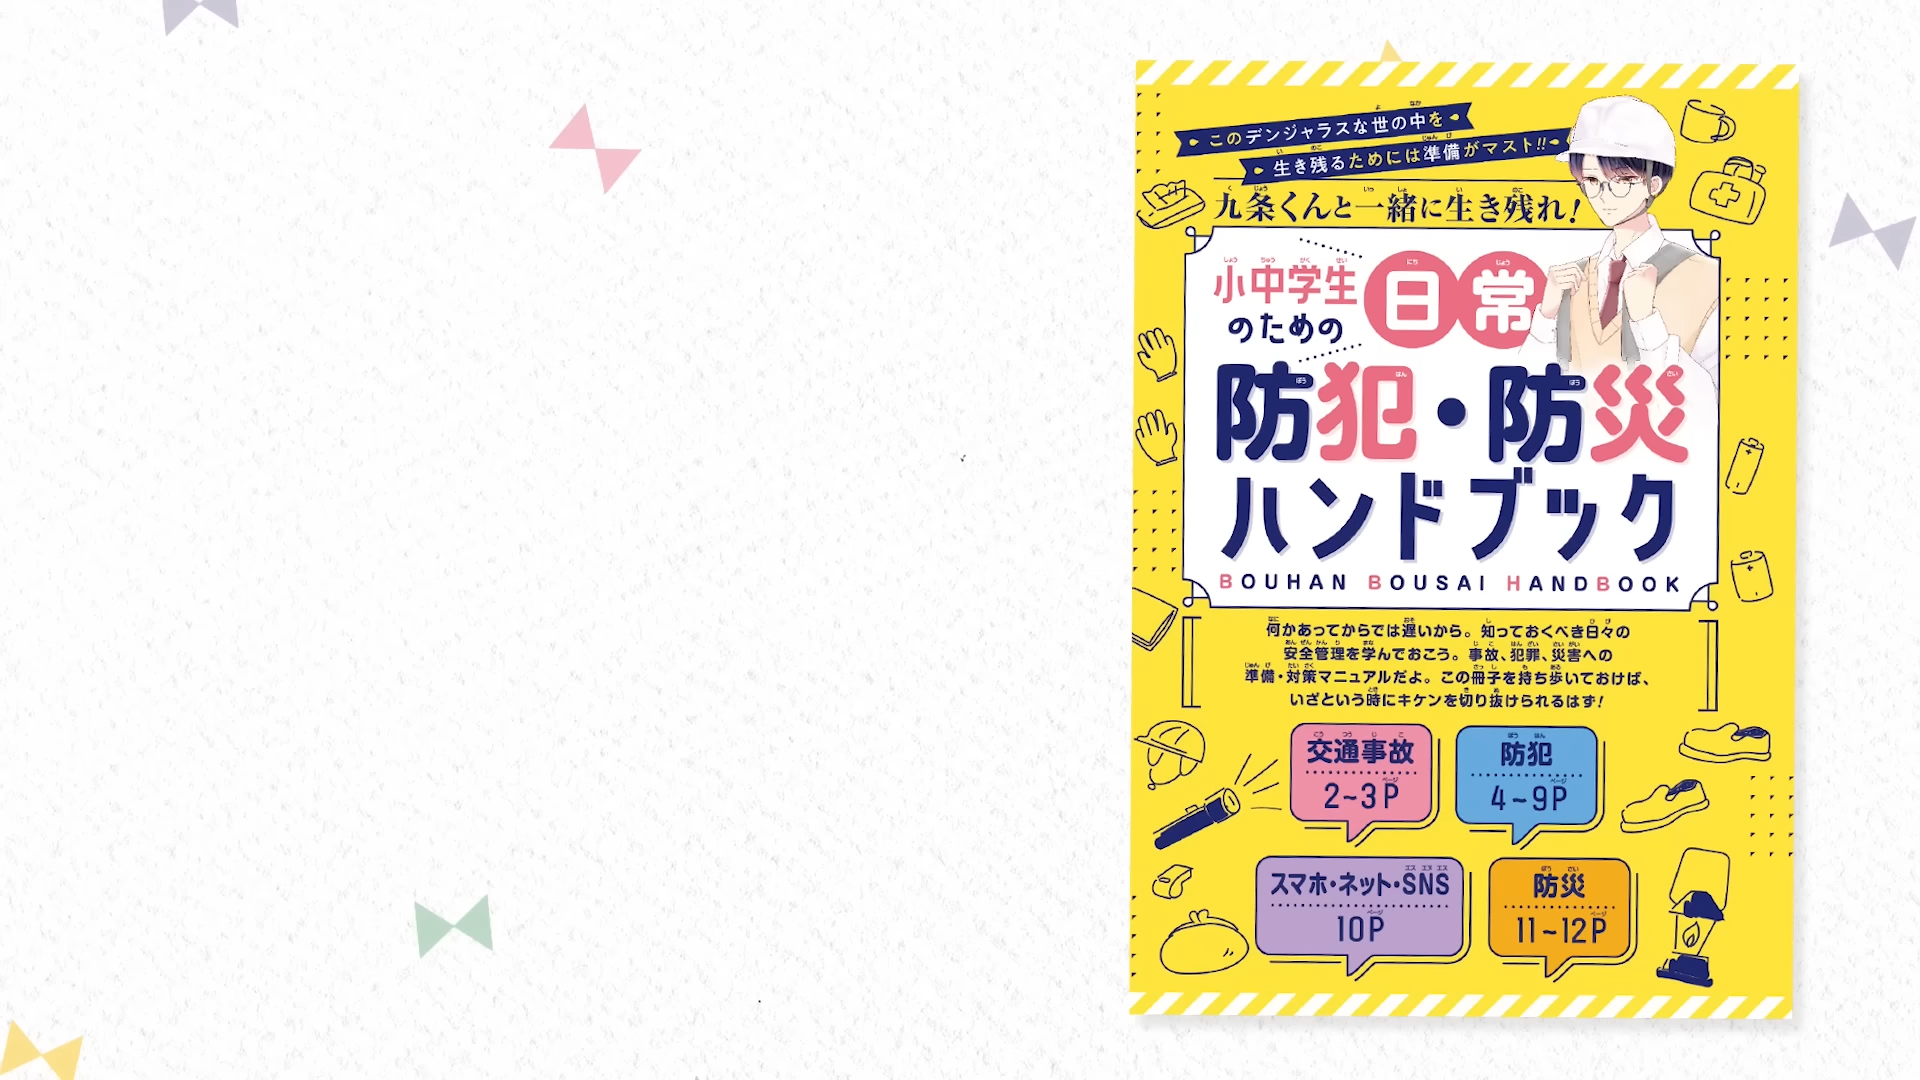 このデンジャラスな世の中を
生き残るためには準備がマスト!!
九条くんと一緒に生き残れ!
小中学生
のための
日常
防犯・防災
ハンドブック
BOUHAN BOUSAI HANDBOOK
何かあってからでは遅いから。知っておくべき日々の
安全管理を学んでおこう。事故、犯罪、災害への
準備・対策マニュアルだよ。この冊子を持ち歩いておけば、
いざという時にキケンを切り抜けられるはず!
交通事故
2~3P
防犯
4~9P
スマホ・ネット・SNS
10P
防災
11~12P